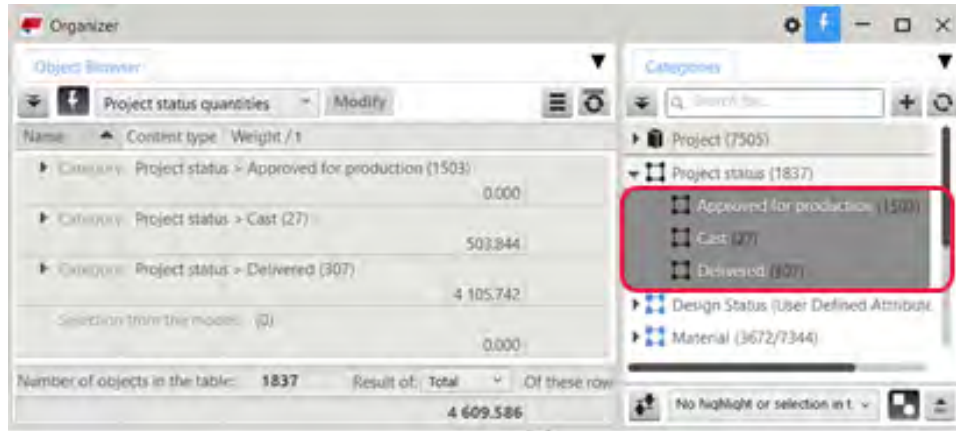 Organizer
Object Browser
Project status quantities
Modify
Name Content type Weight / t
Category: Project status > Approved for production (1503)
0.000
Category: Project status > Cast (27)
503.844
Category: Project status > Delivered (307)
4 105.742
Selection from the model: (0)
0.000
Number of objects in the table: 1837 Result of: Total Of these row
4 609.586
Categories
Search for...
Project (7505)
Project status (1837)
Approved for production (1503)
Cast (27)
Delivered (307)
Design Status (User Defined Attribute
Material (3672/7344)
No highlight or selection in t